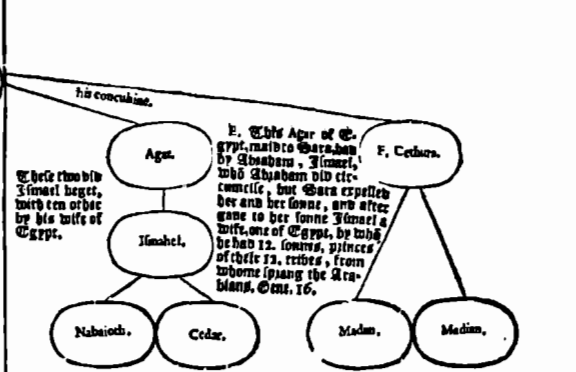 his concubine.
Agar.
E. This Agar of E-
gypt, maid to Sara, had
by Abraham, Ismael,
whō Abraham did cir-
cumcise, but Sara expelled
her and her sonne, and after
gaue to her sonne Ismael a
wife, one of Egypt, by whō
he had 12. sonnes, princes
of their 12. tribes, from
whome sprang the Ara-
bians, Gene. 16.
F. Cethura.
These two did
Ismael beget,
with ten other
by his wife of
Egypt.
Ismahel.
Nabaioth.
Cedar.
Madan.
Madian.